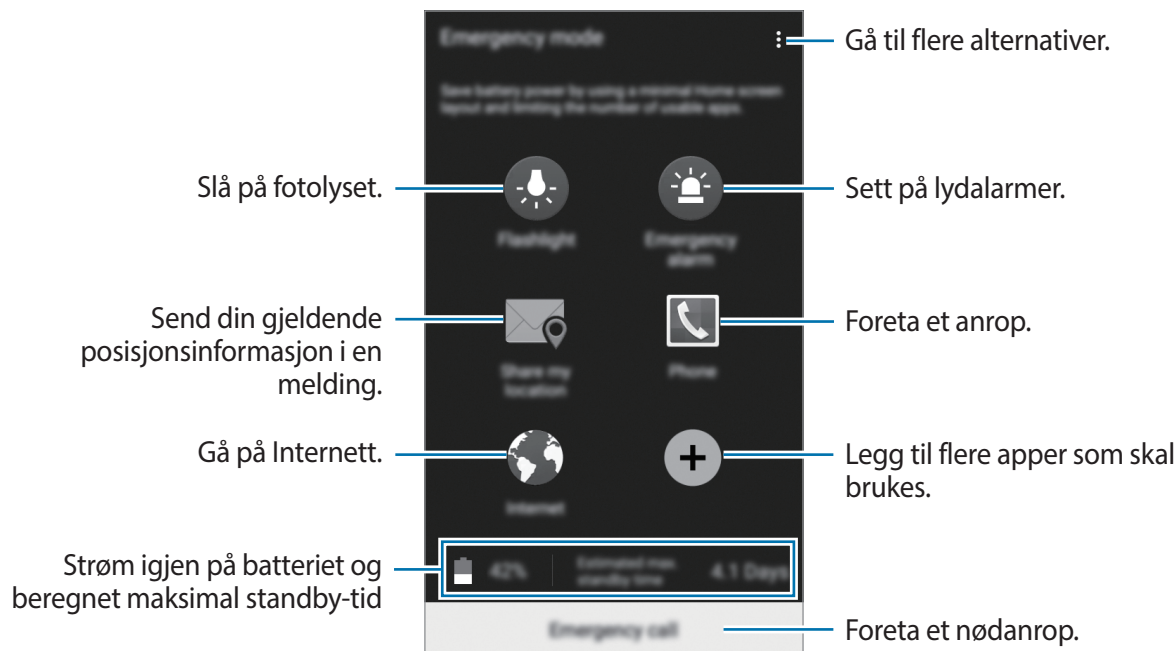 Emergency mode
Gå til flere alternativer.
Save battery power by using a minimal Home screen
layout and limiting the number of usable apps.
Slå på fotolyset.
Sett på lydalarmer.
Flashlight
Emergency
alarm
Send din gjeldende
posisjonsinformasjon i en
melding.
Foreta et anrop.
Share my
location
Phone
Gå på Internett.
Legg til flere apper som skal
brukes.
Internet
Strøm igjen på batteriet og
beregnet maksimal standby-tid
42%
Estimated max.
standby time
4.1 Days
Emergency call
Foreta et nødanrop.